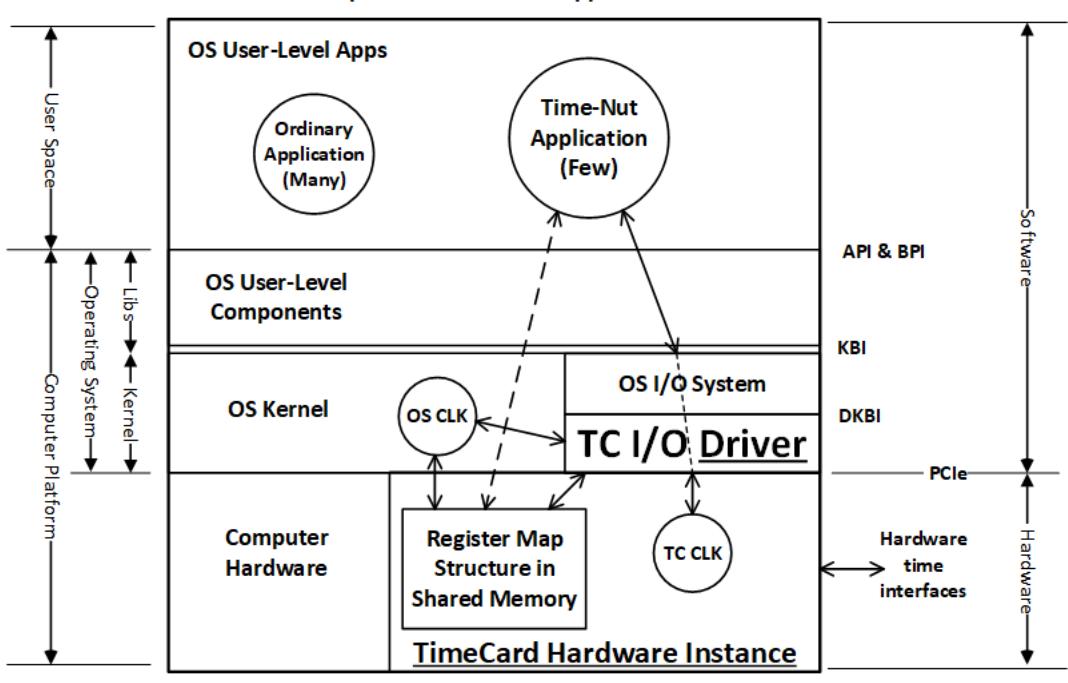 OS User-Level Apps
Ordinary
Application
(Many)
Time-Nut
Application
(Few)
User Space
Software
API & BPI
OS User-Level
Components
Libs
Operating System
KBI
OS Kernel
OS CLK
OS I/O System
DKBI
TC I/O Driver
Kernel
Computer Platform
PCIe
Computer
Hardware
Register Map
Structure in
Shared Memory
TC CLK
Hardware
time
interfaces
Hardware
TimeCard Hardware Instance